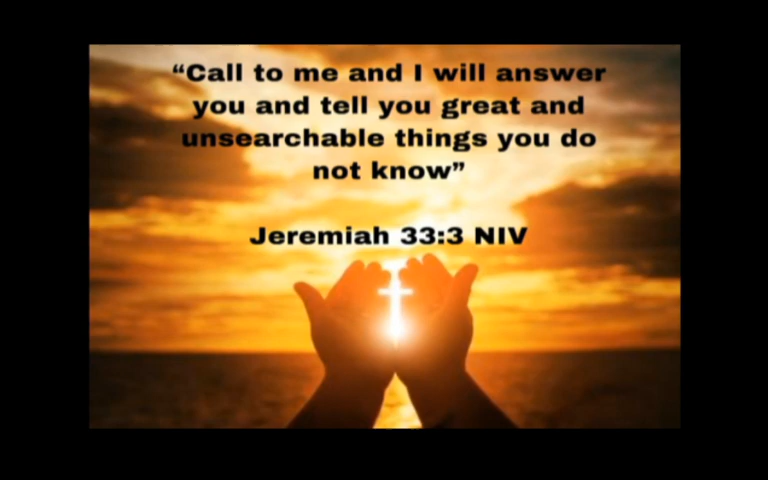 “Call to me and I will answer
you and tell you great and
unsearchable things you do
not know”
Jeremiah 33:3 NIV